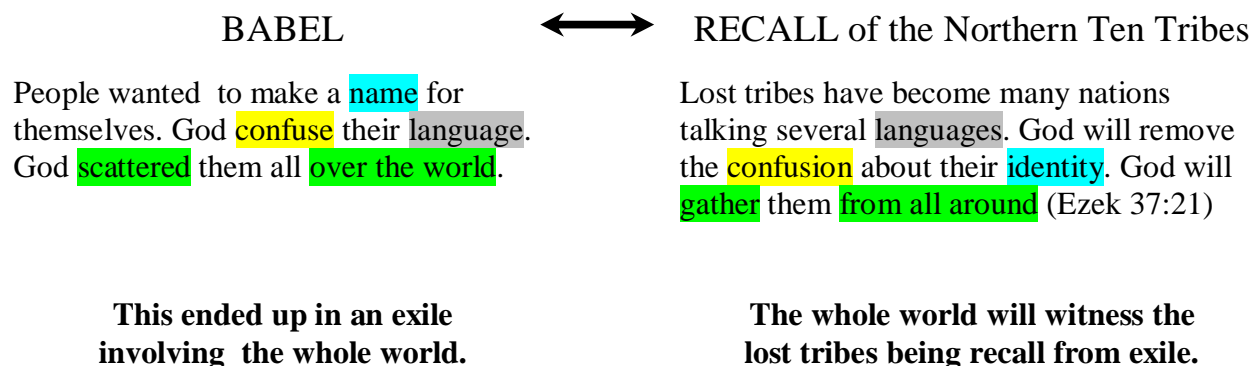 BABEL
People wanted to make a name for
themselves. God confuse their language.
God scattered them all over the world.
This ended up in an exile
involving the whole world.
RECALL of the Northern Ten Tribes
Lost tribes have become many nations
talking several languages. God will remove
the confusion about their identity. God will
gather them from all around (Ezek 37:21)
The whole world will witness the
lost tribes being recall from exile.